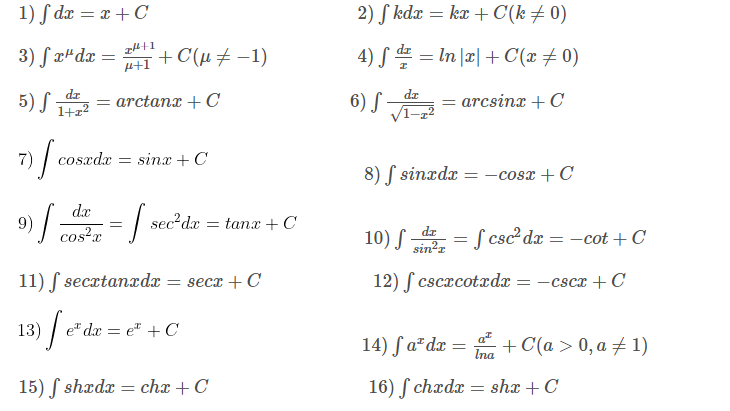 1) ∫ dx = x + C
2) ∫ kdx = kx + C(k ≠ 0)
3) ∫ x^μ dx = x^{μ+1}/(μ+1) + C(μ ≠ −1)
4) ∫ dx/x = ln |x| + C(x ≠ 0)
5) ∫ dx/(1+x²) = arctanx + C
6) ∫ dx/√(1−x²) = arcsinx + C
7) ∫ cosxdx = sinx + C
8) ∫ sinxdx = −cosx + C
9) ∫ dx/cos²x = ∫ sec²dx = tanx + C
10) ∫ dx/sin²x = ∫ csc²dx = −cot + C
11) ∫ secxtanxdx = secx + C
12) ∫ cscxcotxdx = −cscx + C
13) ∫ e^x dx = e^x + C
14) ∫ a^x dx = a^x/lna + C(a > 0, a ≠ 1)
15) ∫ shxdx = chx + C
16) ∫ chxdx = shx + C